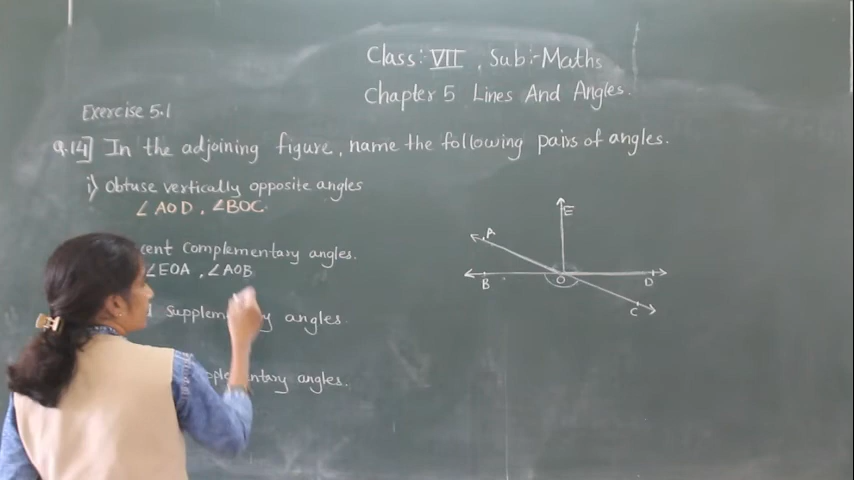 Class:- VII , Sub:- Maths
Chapter 5 Lines And Angles.
Exercise 5.1
Q.14] In the adjoining figure, name the following pairs of angles.
i) Obtuse vertically opposite angles
∠AOD , ∠BOC.
cent complementary angles.
∠EOA , ∠AOB
supplementary angles.
angles.
E
A
B
O
D
C